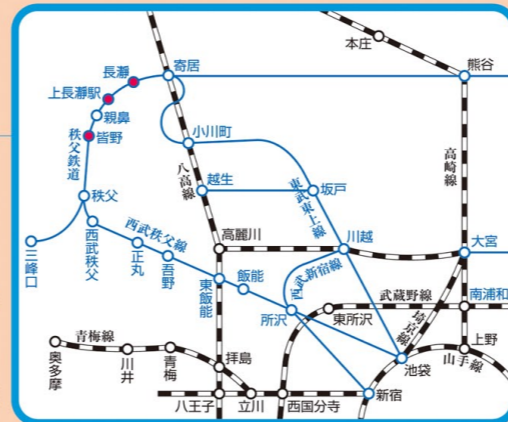 本庄
熊谷
長瀞
寄居
上長瀞駅
親鼻
皆野
秩父鉄道
小川町
八高線
越生
坂戸
東武東上線
高崎線
秩父
西武秩父
西武秩父線
三峰口
正丸
吾野
高麗川
川越
大宮
東飯能
飯能
西武新宿線
武蔵野線
南浦和
所沢
東所沢
埼京線
上野
山手線
青梅線
奥多摩
川井
青梅
拝島
池袋
八王子
立川
西国分寺
新宿